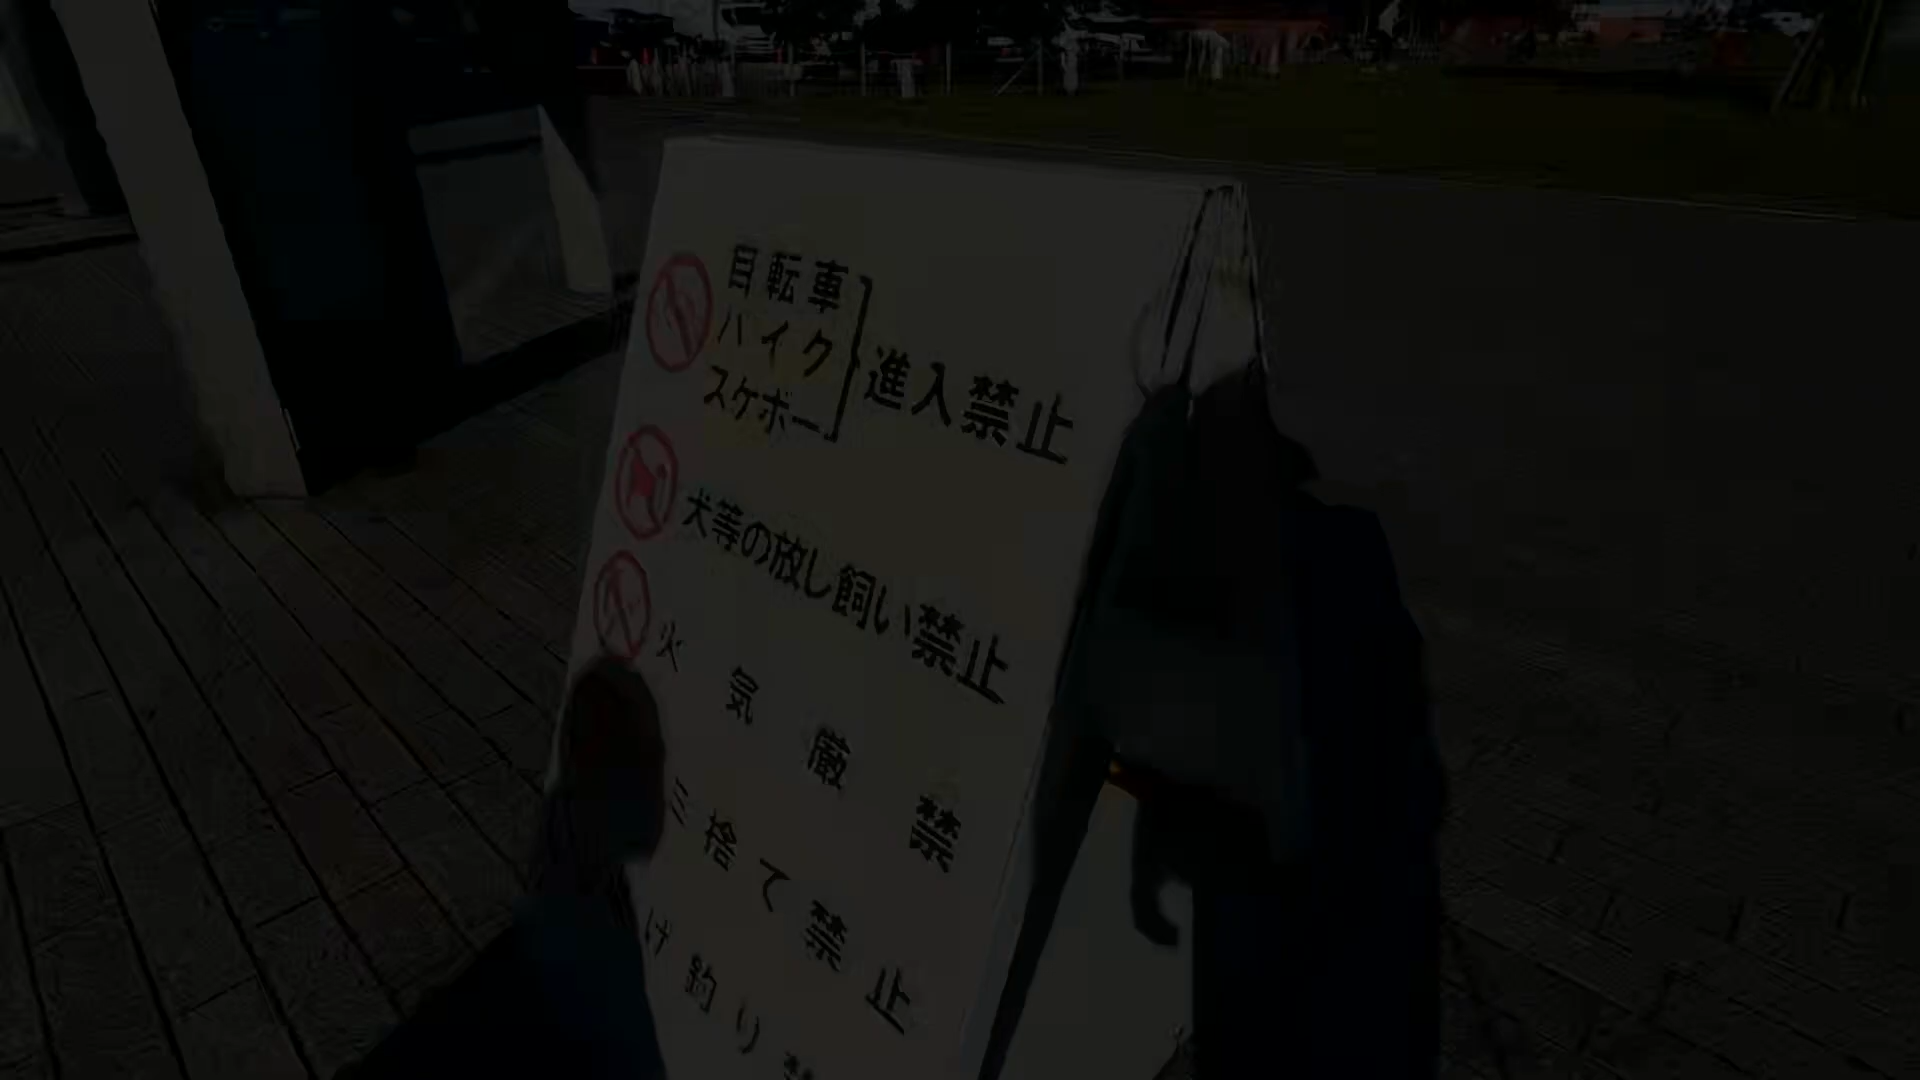 自転車
バイク
スケボー
進入禁止
犬等の放し飼い禁止
火気厳禁
ミ捨て禁止
け釣り禁